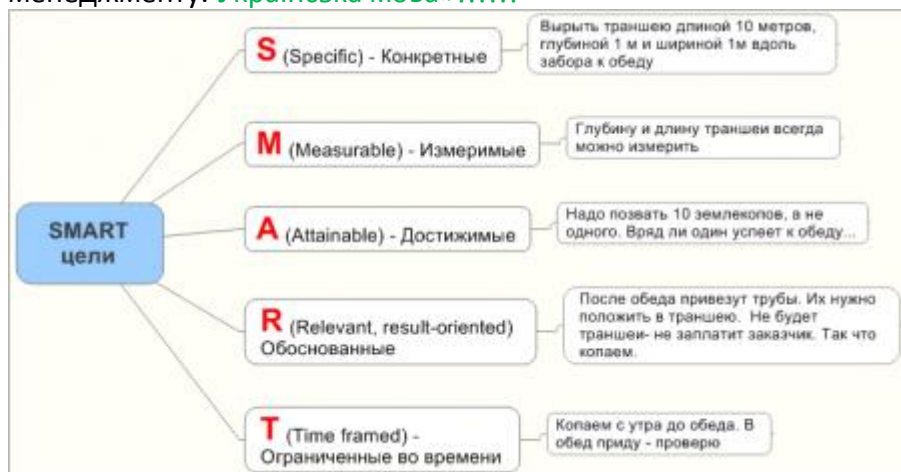 менеджменту. Українська мова»……
S (Specific) - Конкретные
Вырыть траншею длиной 10 метров,
глубиной 1 м и шириной 1м вдоль
забора к обеду
M (Measurable) - Измеримые
Глубину и длину траншеи всегда
можно измерить
SMART
цели
A (Attainable) - Достижимые
Надо позвать 10 землекопов, а не
одного. Вряд ли один успеет к обеду...
R (Relevant, result-oriented)
Обоснованные
После обеда привезут трубы. Их нужно
положить в траншею. Не будет
траншеи- не заплатит заказчик. Так что
копаем.
T (Time framed) -
Ограниченные во времени
Копаем с утра до обеда. В
обед приду - проверю